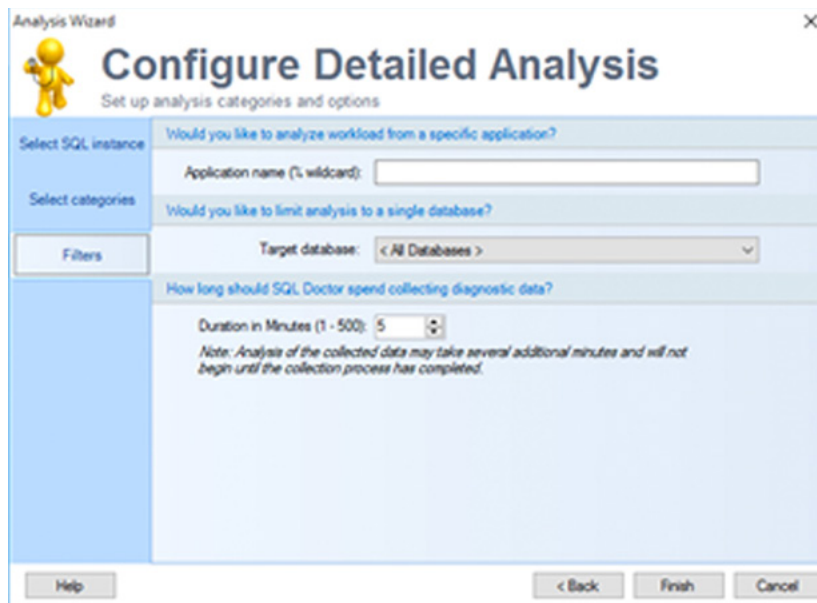 Analysis Wizard
Configure Detailed Analysis
Set up analysis categories and options
Select SQL instance
Select categories
Filters
Would you like to analyze workload from a specific application?
Application name (% wildcard):
Would you like to limit analysis to a single database?
Target database: < All Databases >
How long should SQL Doctor spend collecting diagnostic data?
Duration in Minutes (1 - 500): 5
Note: Analysis of the collected data may take several additional minutes and will not
begin until the collection process has completed.
Help < Back Finish Cancel